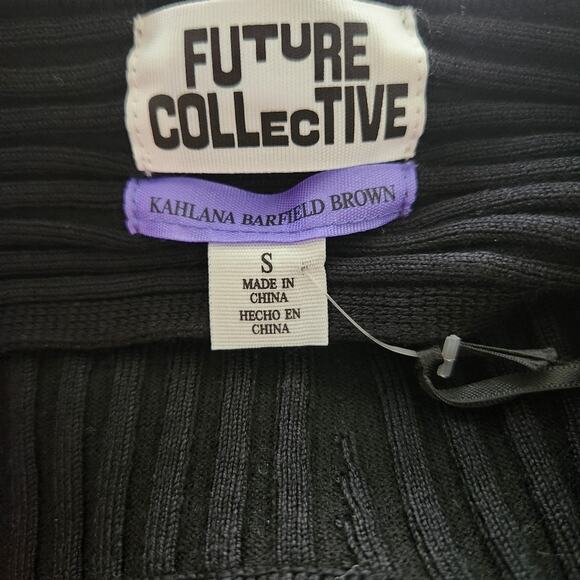 FUTURE
COLLECTIVE
KAHLANA BARFIELD BROWN
S
MADE IN
CHINA
HECHO EN
CHINA